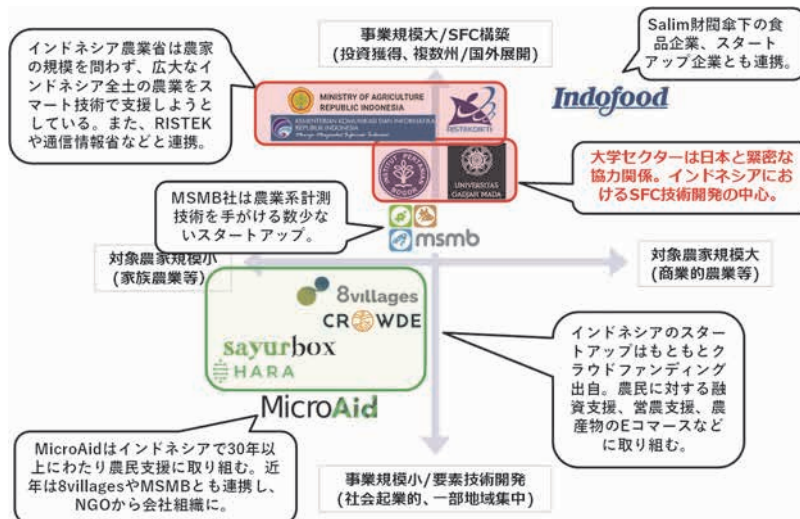 インドネシア農業省は農家
の規模を問わず、広大なイ
ンドネシア全土の農業をス
マート技術で支援しようと
している。また、RISTEK
や通信情報省などと連携。
事業規模大/SFC構築
(投資獲得、複数州/国外展開)
Salim財閥傘下の食
品企業、スタート
アップ企業とも連携。
MINISTRY OF AGRICULTURE
REPUBLIC INDONESIA
KEMENTERIAN KOMUNIKASI DAN INFORMATIKA
REPUBLIK INDONESIA
RISTEKDIKTI
Indofood
INSTITUT PERTANIAN
BOGOR
UNIVERSITAS
GADJAH MADA
大学セクターは日本と緊密な
協力関係。インドネシアにお
けるSFC技術開発の中心。
MSMB社は農業系計測
技術を手がける数少な
いスタートアップ。
msmb
対象農家規模小
(家族農業等)
対象農家規模大
(商業的農業等)
8villages
CROWDE
sayurbox
HARA
MicroAid
インドネシアのスター
トアップはもともとク
ラウドファンディング
出自。農民に対する融
資支援、営農支援、農
産物のEコマースなど
に取り組む。
MicroAidはインドネシアで30年以
上にわたり農民支援に取り組む。近
年は8villagesやMSMBとも連携し、
NGOから会社組織に。
事業規模小/要素技術開発
(社会起業的、一部地域集中)